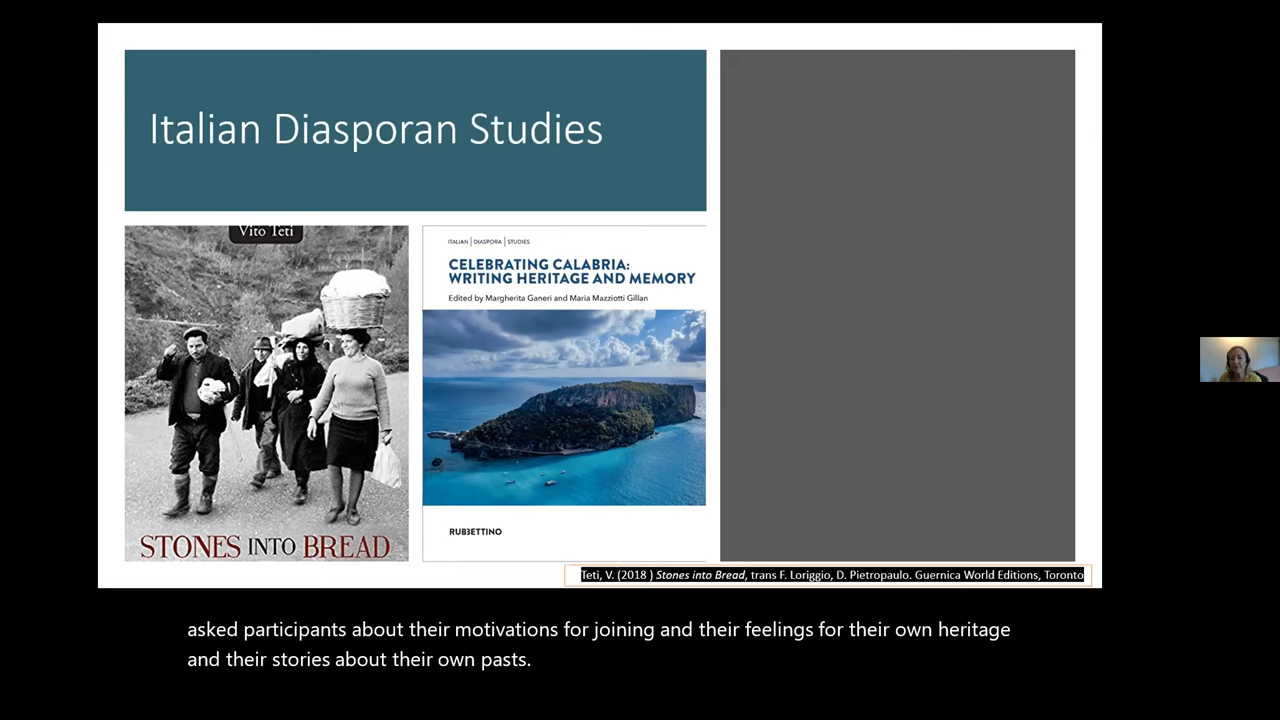 Italian Diasporan Studies
Vito Teti
STONES INTO BREAD
ITALIAN | DIASPORA | STUDIES
CELEBRATING CALABRIA:
WRITING HERITAGE AND MEMORY
Edited by Margherita Ganeri and Maria Mazziotti Gillan
RUBBETTINO
Teti, V. (2018 ) Stones into Bread, trans F. Loriggio, D. Pietropaulo. Guernica World Editions, Toronto
asked participants about their motivations for joining and their feelings for their own heritage
and their stories about their own pasts.